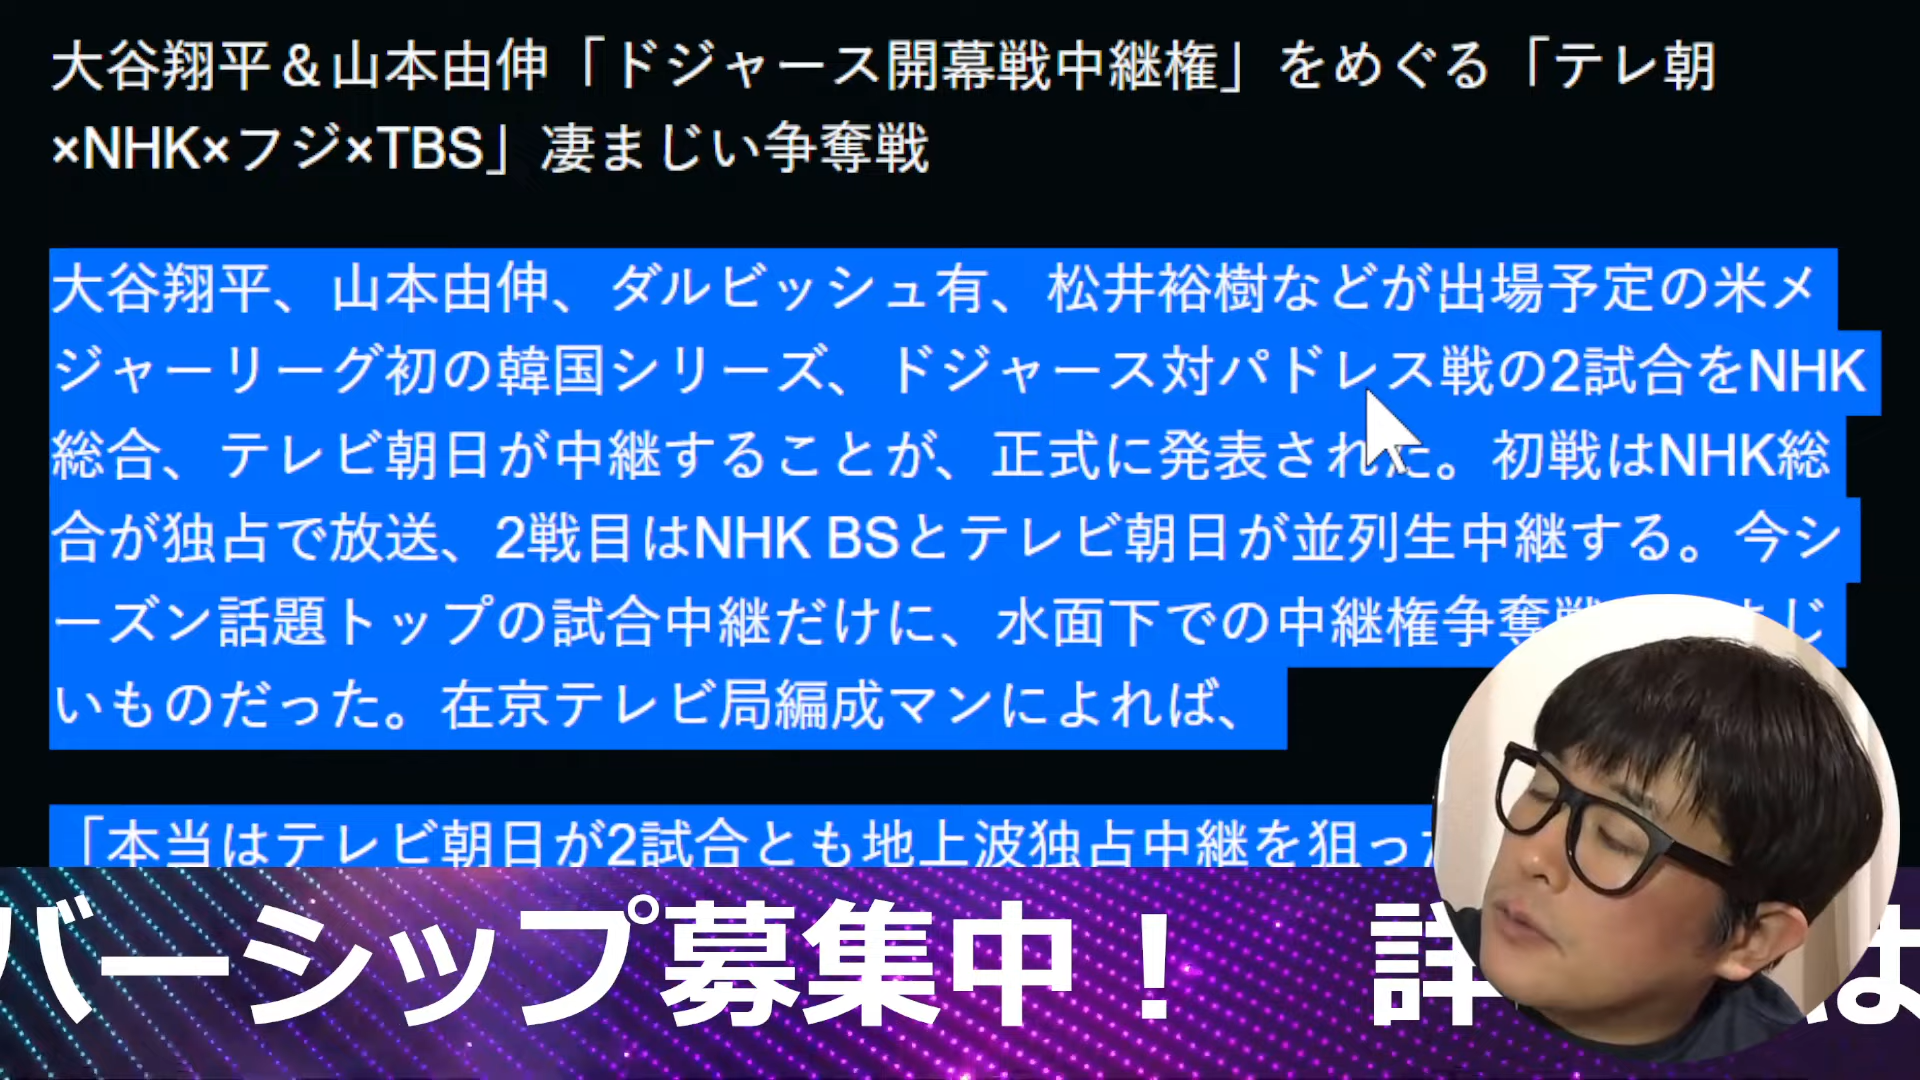 大谷翔平＆山本由伸「ドジャース開幕戦中継権」をめぐる「テレ朝
×NHK×フジ×TBS」凄まじい争奪戦
大谷翔平、山本由伸、ダルビッシュ有、松井裕樹などが出場予定の米メ
ジャーリーグ初の韓国シリーズ、ドジャース対パドレス戦の2試合をNHK
総合、テレビ朝日が中継することが、正式に発表された。初戦はNHK総
合が独占で放送、2戦目はNHK BSとテレビ朝日が並列生中継する。今シ
ーズン話題トップの試合中継だけに、水面下での中継権争奪戦 じ
いものだった。在京テレビ局編成マンによれば、
「本当はテレビ朝日が2試合とも地上波独占中継を狙っ
バーシップ募集中！ 詳 は